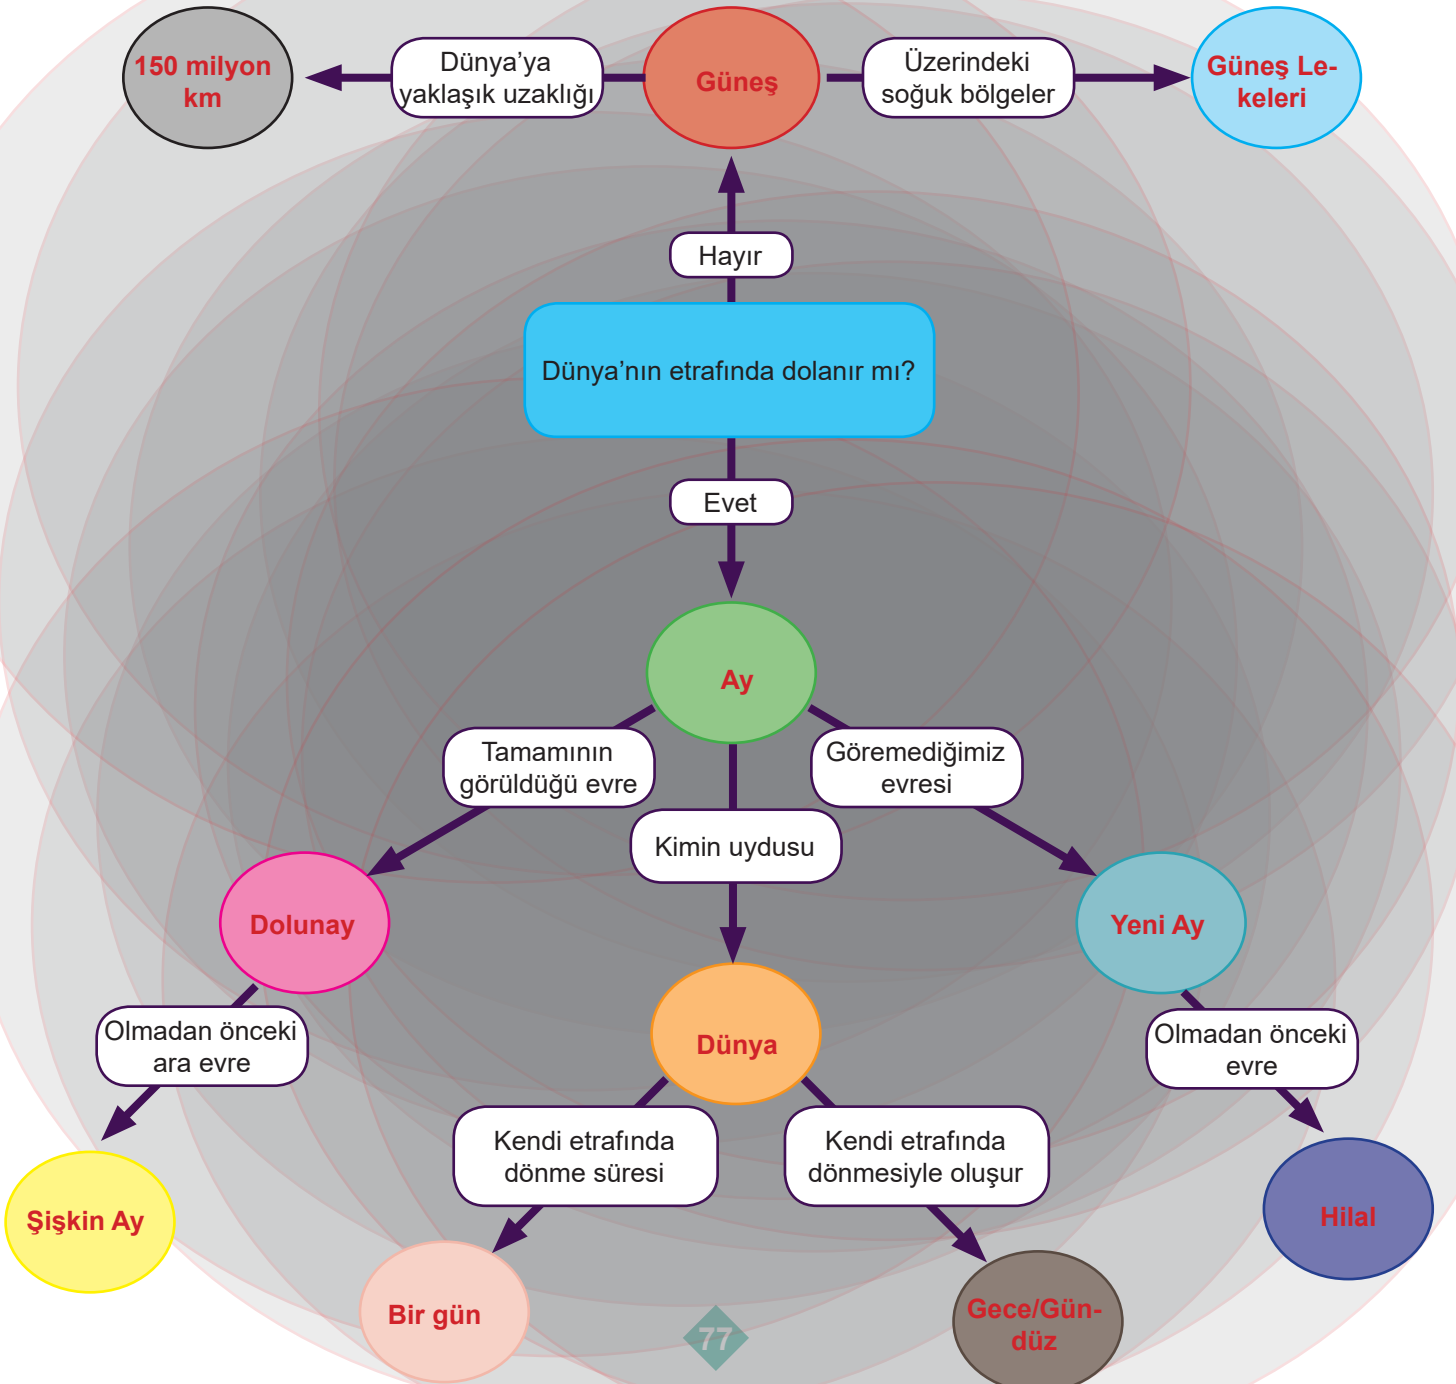 150 milyon
km
Dünya’ya
yaklaşık uzaklığı
Güneş
Üzerindeki
soğuk bölgeler
Güneş Le-
keleri
Hayır
Dünya’nın etrafında dolanır mı?
Evet
Ay
Tamamının
görüldüğü evre
Kimin uydusu
Göremediğimiz
evresi
Dolunay
Yeni Ay
Olmadan önceki
ara evre
Dünya
Olmadan önceki
evre
Kendi etrafında
dönme süresi
Kendi etrafında
dönmesiyle oluşur
Şişkin Ay
Hilal
Bir gün
Gece/Gün-
düz
77